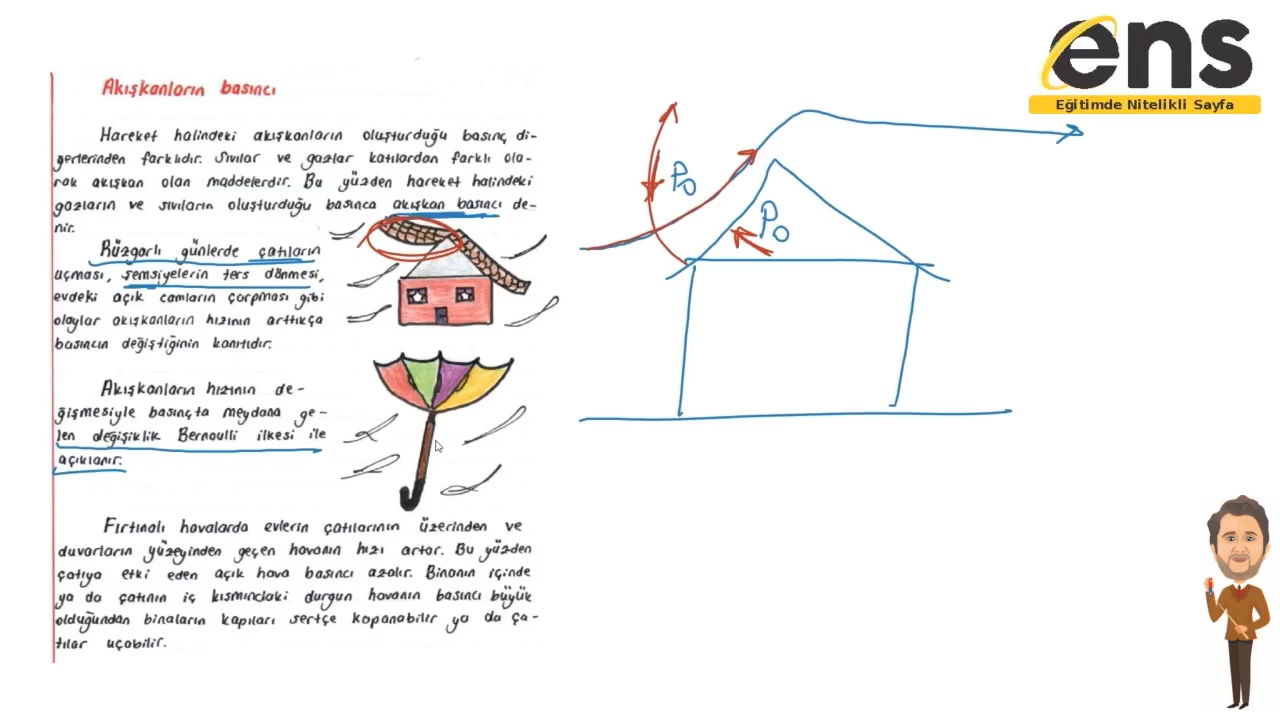 Akışkanların basıncı
Hareket halindeki akışkanların oluşturduğu basınç di-
ğerlerinden farklıdır. Sıvılar ve gazlar katılardan farklı ola-
rak akışkan olan maddelerdir. Bu yüzden hareket halindeki
gazların ve sıvıların oluşturduğu basınca akışkan basıncı de-
nir.
Rüzgarlı günlerde çatıların
uçması, şemsiyelerin ters dönmesi,
evdeki açık camların çarpması gibi
olaylar akışkanların hızının arttıkça
basıncın değiştiğinin kanıtıdır.
Akışkanların hızının de-
ğişmesiyle basınçta meydana ge-
len değişiklik Bernoulli ilkesi ile
açıklanır.
Fırtınalı havalarda evlerin çatılarının üzerinden ve
duvarların yüzeyinden geçen havanın hızı artar. Bu yüzden
çatıya etki eden açık hava basıncı azalır. Binanın içinde
ya da çatının iç kısmındaki durgun havanın basıncı büyük
olduğundan binaların kapıları sertçe kapanabilir ya da ça-
tılar uçabilir.
P0
P0
ens
Eğitimde Nitelikli Sayfa